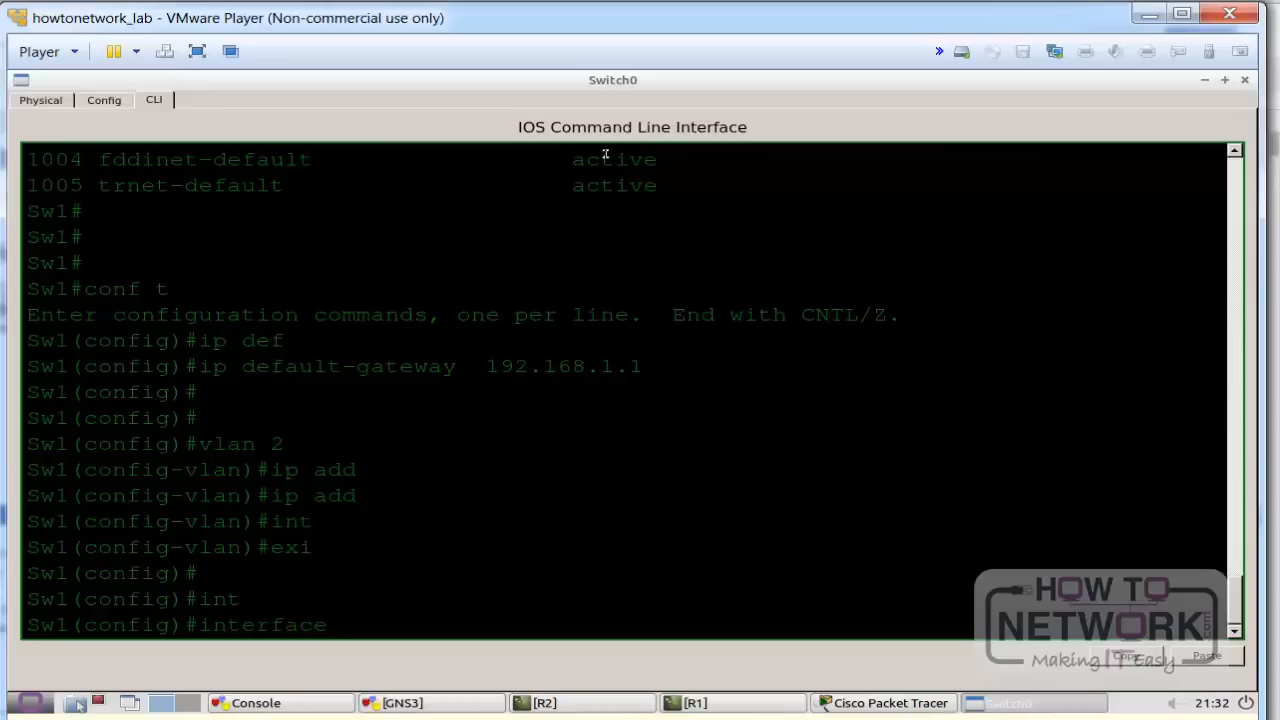 howtonetwork_lab - VMware Player (Non-commercial use only)
Player
»
Switch0
Physical Config CLI
IOS Command Line Interface
1004 fddinet-default active
1005 trnet-default active
Sw1#
Sw1#
Sw1#
Sw1#conf t
Enter configuration commands, one per line. End with CNTL/Z.
Sw1(config)#ip def
Sw1(config)#ip default-gateway 192.168.1.1
Sw1(config)#
Sw1(config)#
Sw1(config)#vlan 2
Sw1(config-vlan)#ip add
Sw1(config-vlan)#ip add
Sw1(config-vlan)#int
Sw1(config-vlan)#exi
Sw1(config)#
Sw1(config)#int
Sw1(config)#interface
HOW TO
NETWORK.com
Making IT Easy
Copy Paste
Console [GNS3] [R2] [R1] Cisco Packet Tracer Switch0 21:32